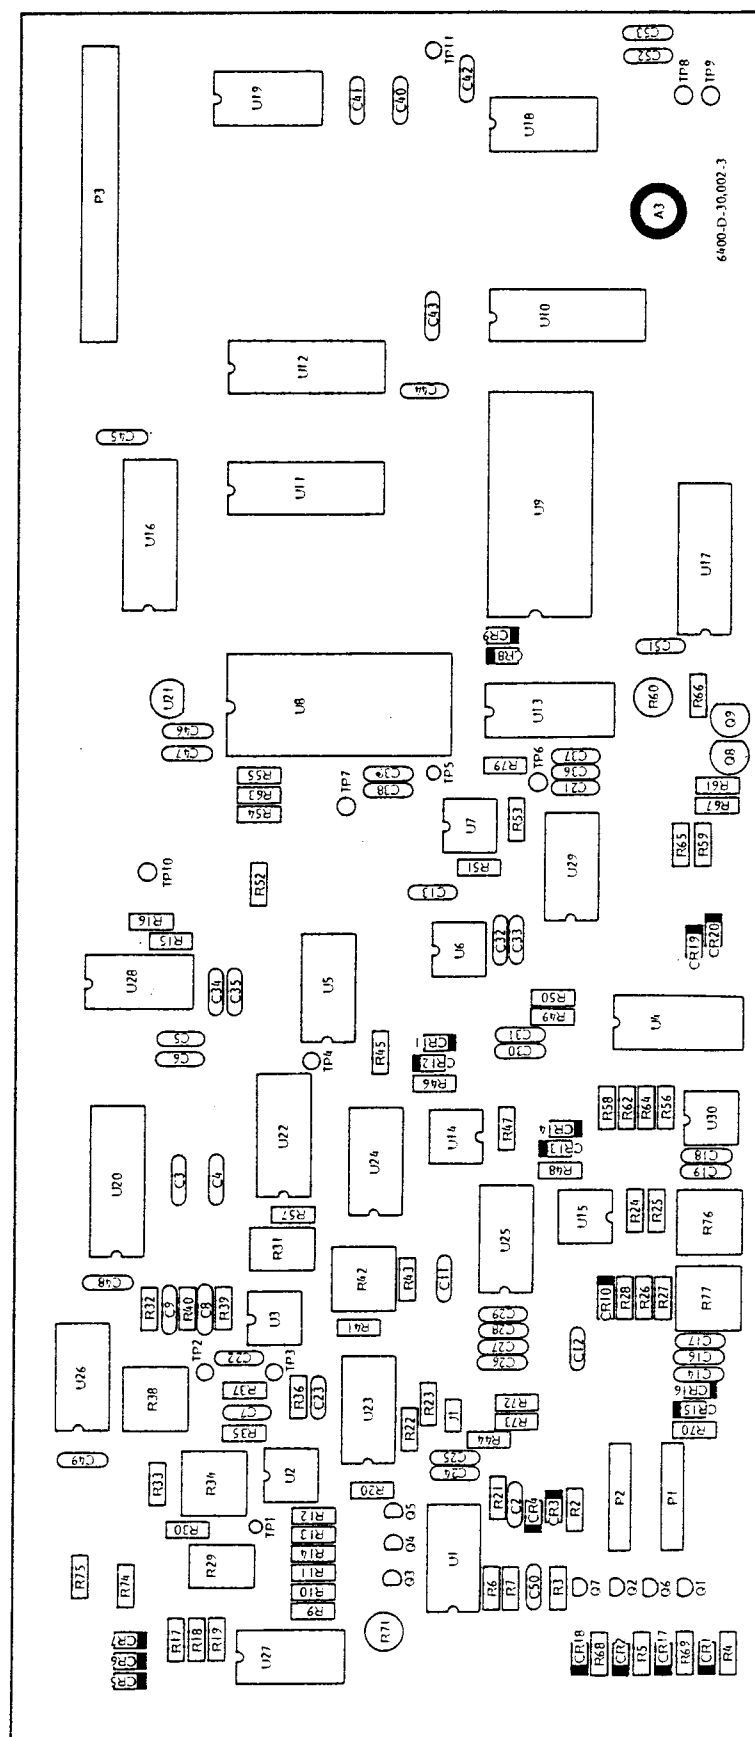 C53
C52
TP11
C42
TP8
TP9
U19
C41
C40
U18
P3
A3
6400-D-30,002-3
C43
U10
U12
C44
C45
U11
U9
U16
U17
CR9
CR8
C51
U21
U8
U13
R60
R66
Q9
C46
C47
Q8
R79
TP6
C37
C36
C21
R55
R63
R54
TP7
C39
C38
TP5
R61
R67
U7
R53
R51
U29
R65
R59
TP10
R52
C13
R16
R15
U6
C32
C33
CR19
CR20
U28
C34
C35
U5
R50
R49
U4
C5
C6
TP4
R45
CR11
CR12
R46
C31
C30
R58
R62
R64
R56
U30
U20
U22
U24
U14
R47
CR14
CR13
R48
C18
C19
C3
C4
R57
U25
U15
R24
R25
R76
R31
R42
R43
C11
C48
R32
C9
R40
C8
R39
U3
R41
CR10
R28
R26
R27
R77
C29
C28
C27
C26
C12
C17
C16
C14
U26
R38
TP2
C22
TP3
R37
C7
R35
R36
C23
U23
R22
R23
J1
R72
R73
R44
CR16
CR15
R70
C49
R33
R34
U2
R20
C25
C24
R21
C2
CR4
CR3
R2
P2
P1
R30
TP1
R12
R13
R14
R11
R10
R9
Q5
Q4
Q3
U1
R29
R75
R74
R6
R7
C50
R3
Q7
Q2
Q6
Q1
CR7
CR6
CR5
R17
R18
R19
U27
R71
CR18
R68
CR2
R5
CR17
R69
CR1
R4